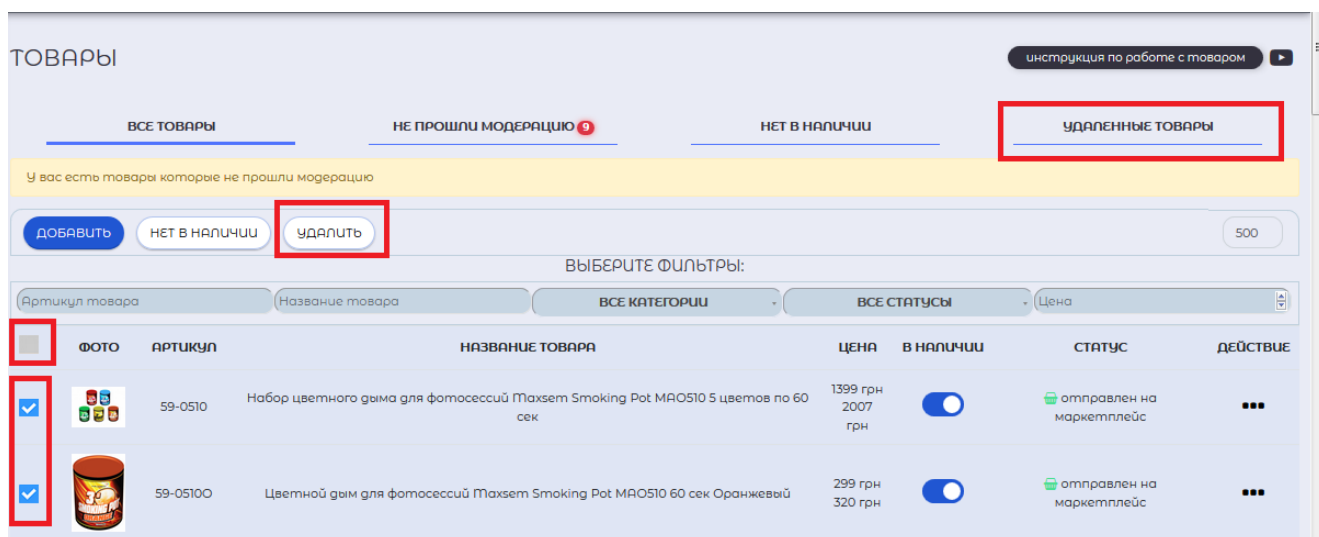 ТОВАРЫ
инструкция по работе с товаром
ВСЕ ТОВАРЫ
НЕ ПРОШЛИ МОДЕРАЦИЮ 9
НЕТ В НАЛИЧИИ
УДАЛЕННЫЕ ТОВАРЫ
У вас есть товары которые не прошли модерацию
ДОБАВИТЬ
НЕТ В НАЛИЧИИ
УДАЛИТЬ
500
ВЫБЕРИТЕ ФИЛЬТРЫ:
Артикул товара
Название товара
ВСЕ КАТЕГОРИИ
ВСЕ СТАТУСЫ
Цена
ФОТО
АРТИКУЛ
НАЗВАНИЕ ТОВАРА
ЦЕНА
В НАЛИЧИИ
СТАТУС
ДЕЙСТВИЕ
59-0510
Набор цветного дыма для фотосессий Maxsem Smoking Pot MA0510 5 цветов по 60
сек
1399 грн
2007
грн
отправлен на
маркетплейс
SMOKING POT
ORANGE
59-0510O
Цветной дым для фотосессий Maxsem Smoking Pot MA0510 60 сек Оранжевый
299 грн
320 грн
отправлен на
маркетплейс